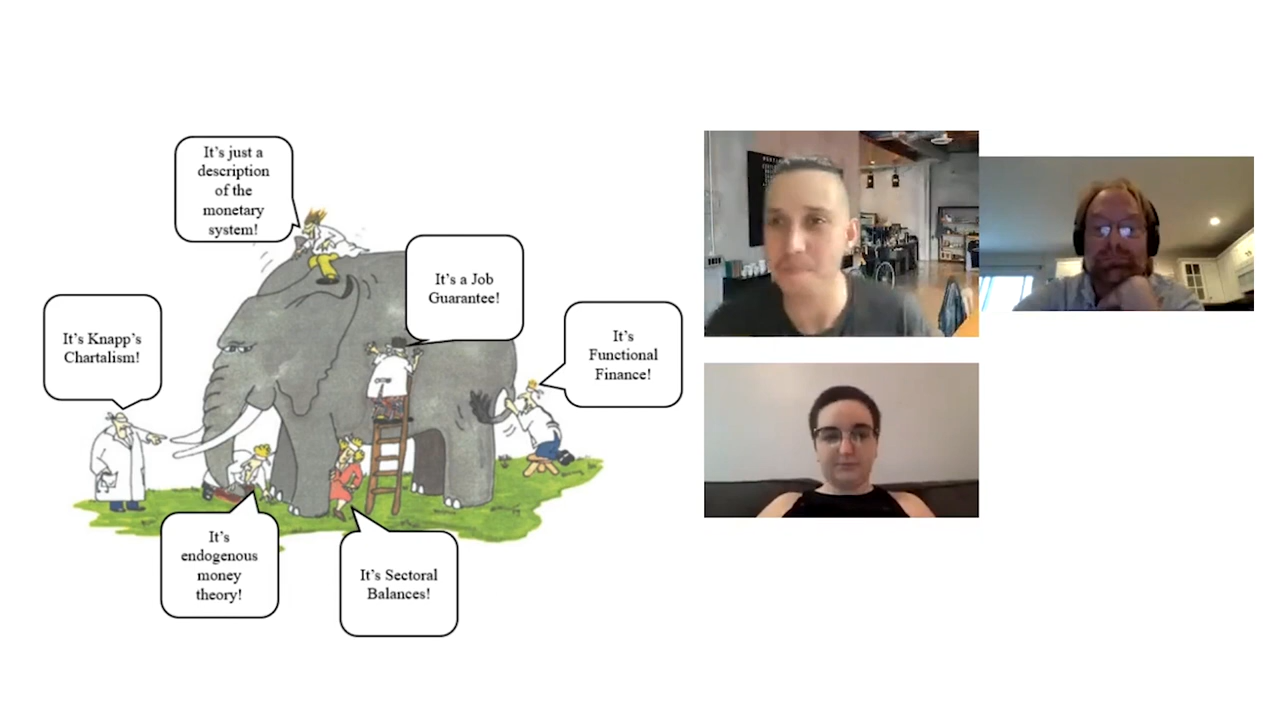 It’s just a
description
of the
monetary
system!
It’s a Job
Guarantee!
It’s Knapp’s
Chartalism!
It’s
Functional
Finance!
It’s
endogenous
money
theory!
It’s Sectoral
Balances!